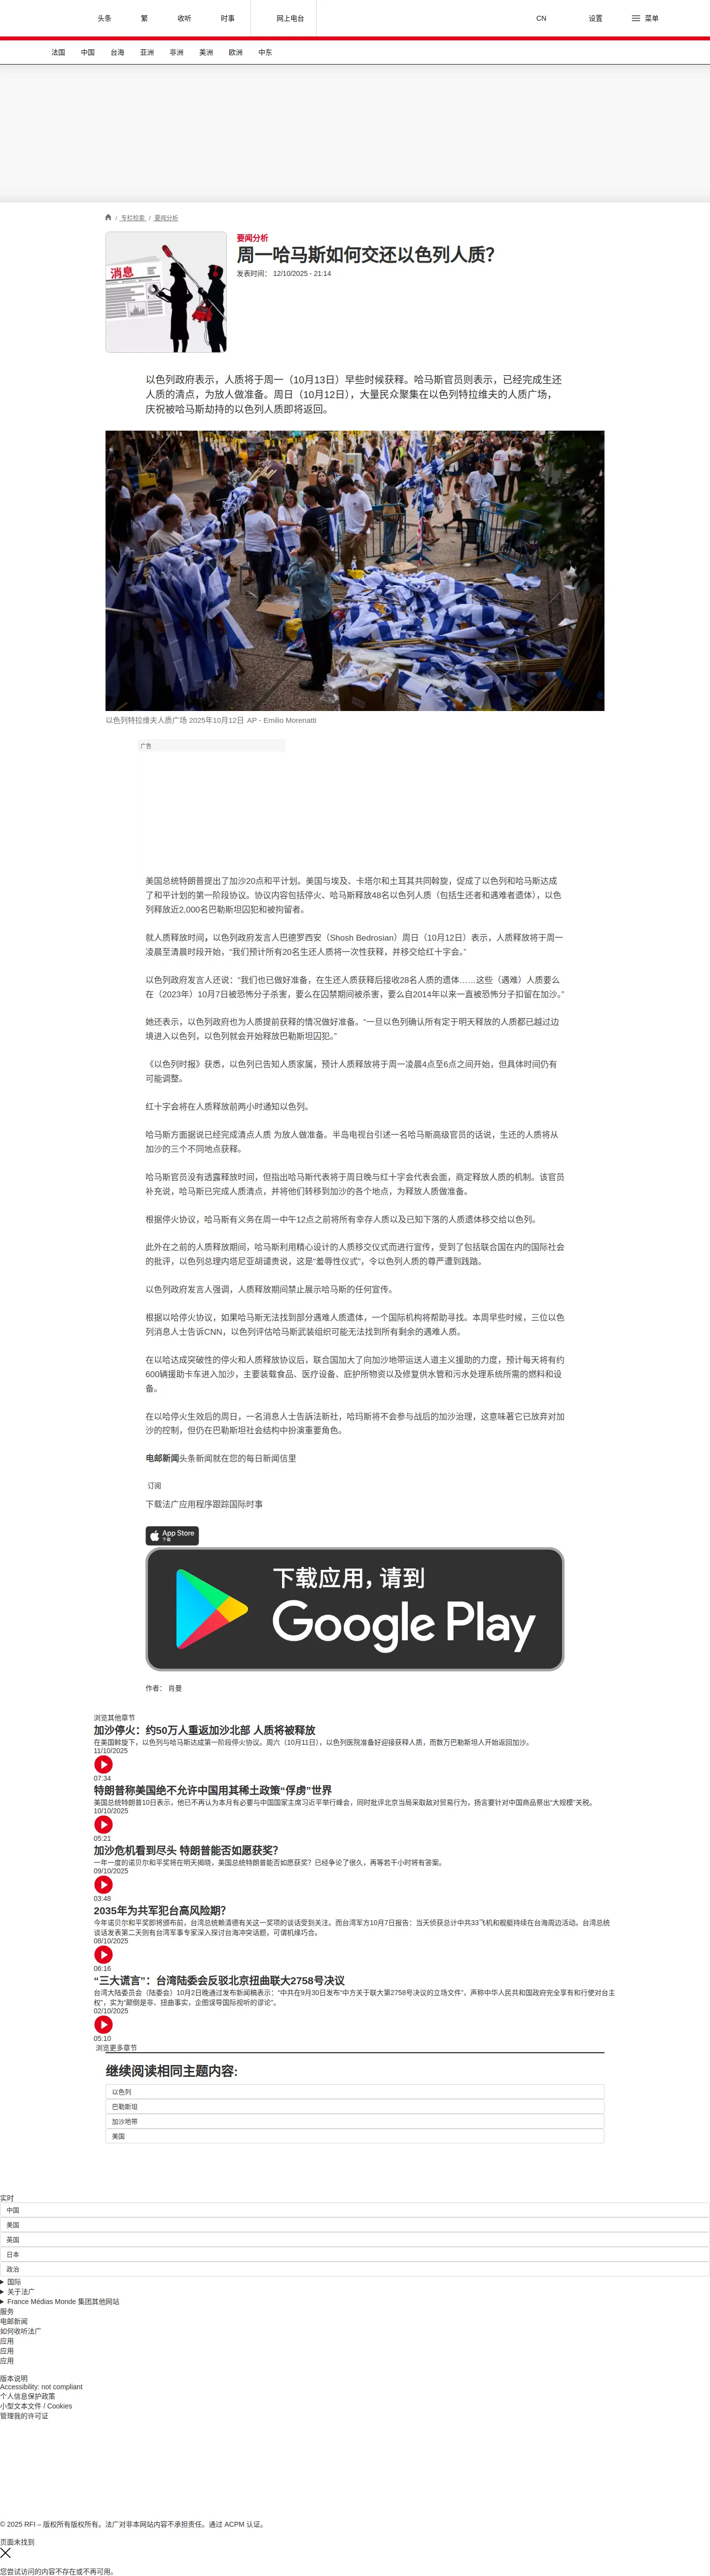 头条
繁
收听
时事
网上电台
CN
设置
菜单
法国
中国
台海
亚洲
非洲
美洲
欧洲
中东
/ 专栏检索 / 要闻分析
消息
要闻分析
周一哈马斯如何交还以色列人质？
发表时间： 12/10/2025 - 21:14
以色列政府表示，人质将于周一（10月13日）早些时候获释。哈马斯官员则表示，已经完成生还
人质的清点，为放人做准备。周日（10月12日），大量民众聚集在以色列特拉维夫的人质广场，
庆祝被哈马斯劫持的以色列人质即将返回。
以色列特拉维夫人质广场 2025年10月12日 AP - Emilio Morenatti
广告
美国总统特朗普提出了加沙20点和平计划。美国与埃及、卡塔尔和土耳其共同斡旋，促成了以色列和哈马斯达成
了和平计划的第一阶段协议。协议内容包括停火、哈马斯释放48名以色列人质（包括生还者和遇难者遗体），以色
列释放近2,000名巴勒斯坦囚犯和被拘留者。
就人质释放时间，以色列政府发言人巴德罗西安（Shosh Bedrosian）周日（10月12日）表示，人质释放将于周一
凌晨至清晨时段开始，“我们预计所有20名生还人质将一次性获释，并移交给红十字会。”
以色列政府发言人还说：“我们也已做好准备，在生还人质获释后接收28名人质的遗体……这些（遇难）人质要么
在（2023年）10月7日被恐怖分子杀害，要么在囚禁期间被杀害，要么自2014年以来一直被恐怖分子扣留在加沙。”
她还表示，以色列政府也为人质提前获释的情况做好准备。“一旦以色列确认所有定于明天释放的人质都已越过边
境进入以色列，以色列就会开始释放巴勒斯坦囚犯。”
《以色列时报》获悉，以色列已告知人质家属，预计人质释放将于周一凌晨4点至6点之间开始，但具体时间仍有
可能调整。
红十字会将在人质释放前两小时通知以色列。
哈马斯方面据说已经完成清点人质 为放人做准备。半岛电视台引述一名哈马斯高级官员的话说，生还的人质将从
加沙的三个不同地点获释。
哈马斯官员没有透露释放时间，但指出哈马斯代表将于周日晚与红十字会代表会面，商定释放人质的机制。该官员
补充说，哈马斯已完成人质清点，并将他们转移到加沙的各个地点，为释放人质做准备。
根据停火协议，哈马斯有义务在周一中午12点之前将所有幸存人质以及已知下落的人质遗体移交给以色列。
此外在之前的人质释放期间，哈马斯利用精心设计的人质移交仪式而进行宣传，受到了包括联合国在内的国际社会
的批评，以色列总理内塔尼亚胡谴责说，这是“羞辱性仪式”，令以色列人质的尊严遭到践踏。
以色列政府发言人强调，人质释放期间禁止展示哈马斯的任何宣传。
根据以哈停火协议，如果哈马斯无法找到部分遇难人质遗体，一个国际机构将帮助寻找。本周早些时候，三位以色
列消息人士告诉CNN，以色列评估哈马斯武装组织可能无法找到所有剩余的遇难人质。
在以哈达成突破性的停火和人质释放协议后，联合国加大了向加沙地带运送人道主义援助的力度，预计每天将有约
600辆援助卡车进入加沙，主要装载食品、医疗设备、庇护所物资以及修复供水管和污水处理系统所需的燃料和设
备。
在以哈停火生效后的周日，一名消息人士告訴法新社，哈玛斯将不会参与战后的加沙治理，这意味著它已放弃对加
沙的控制，但仍在巴勒斯坦社会结构中扮演重要角色。
电邮新闻头条新闻就在您的每日新闻信里
订阅
下载法广应用程序跟踪国际时事
App Store
下载
下载应用，请到
Google Play
作者： 肖曼
浏览其他章节
加沙停火：约50万人重返加沙北部 人质将被释放
在美国斡旋下，以色列与哈马斯达成第一阶段停火协议。周六（10月11日），以色列医院准备好迎接获释人质，而数万巴勒斯坦人开始返回加沙。
11/10/2025
07:34
特朗普称美国绝不允许中国用其稀土政策“俘虏”世界
美国总统特朗普10日表示，他已不再认为本月有必要与中国国家主席习近平举行峰会，同时批评北京当局采取敌对贸易行为，扬言要针对中国商品祭出“大规模”关税。
10/10/2025
05:21
加沙危机看到尽头 特朗普能否如愿获奖？
一年一度的诺贝尔和平奖将在明天揭晓，美国总统特朗普能否如愿获奖？已经争论了很久，再等若干小时将有答案。
09/10/2025
03:48
2035年为共军犯台高风险期？
今年诺贝尔和平奖即将颁布前，台湾总统赖清德有关这一奖项的谈话受到关注。而台湾军方10月7日报告：当天侦获总计中共33飞机和舰艇持续在台海周边活动。台湾总统
谈话发表第二天则有台湾军事专家深入探讨台海冲突话题，可谓机缘巧合。
08/10/2025
06:16
“三大谎言”：台湾陆委会反驳北京扭曲联大2758号决议
台湾大陆委员会（陆委会）10月2日晚通过发布新闻稿表示：“中共在9月30日发布“中方关于联大第2758号决议的立场文件”，声称中华人民共和国政府完全享有和行使对台主
权”，实为“颠倒是非、扭曲事实，企图误导国际视听的谬论”。
02/10/2025
05:10
浏览更多章节
继续阅读相同主题内容:
以色列
巴勒斯坦
加沙地带
美国
实时
中国
美国
英国
日本
政治
国际
关于法广
France Médias Monde 集团其他网站
服务
电邮新闻
如何收听法广
应用
应用
应用
版本说明
Accessibility: not compliant
个人信息保护政策
小型文本文件 / Cookies
管理我的许可证
© 2025 RFI – 版权所有版权所有。法广对非本网站内容不承担责任。通过 ACPM 认证。
页面未找到
您尝试访问的内容不存在或不再可用。